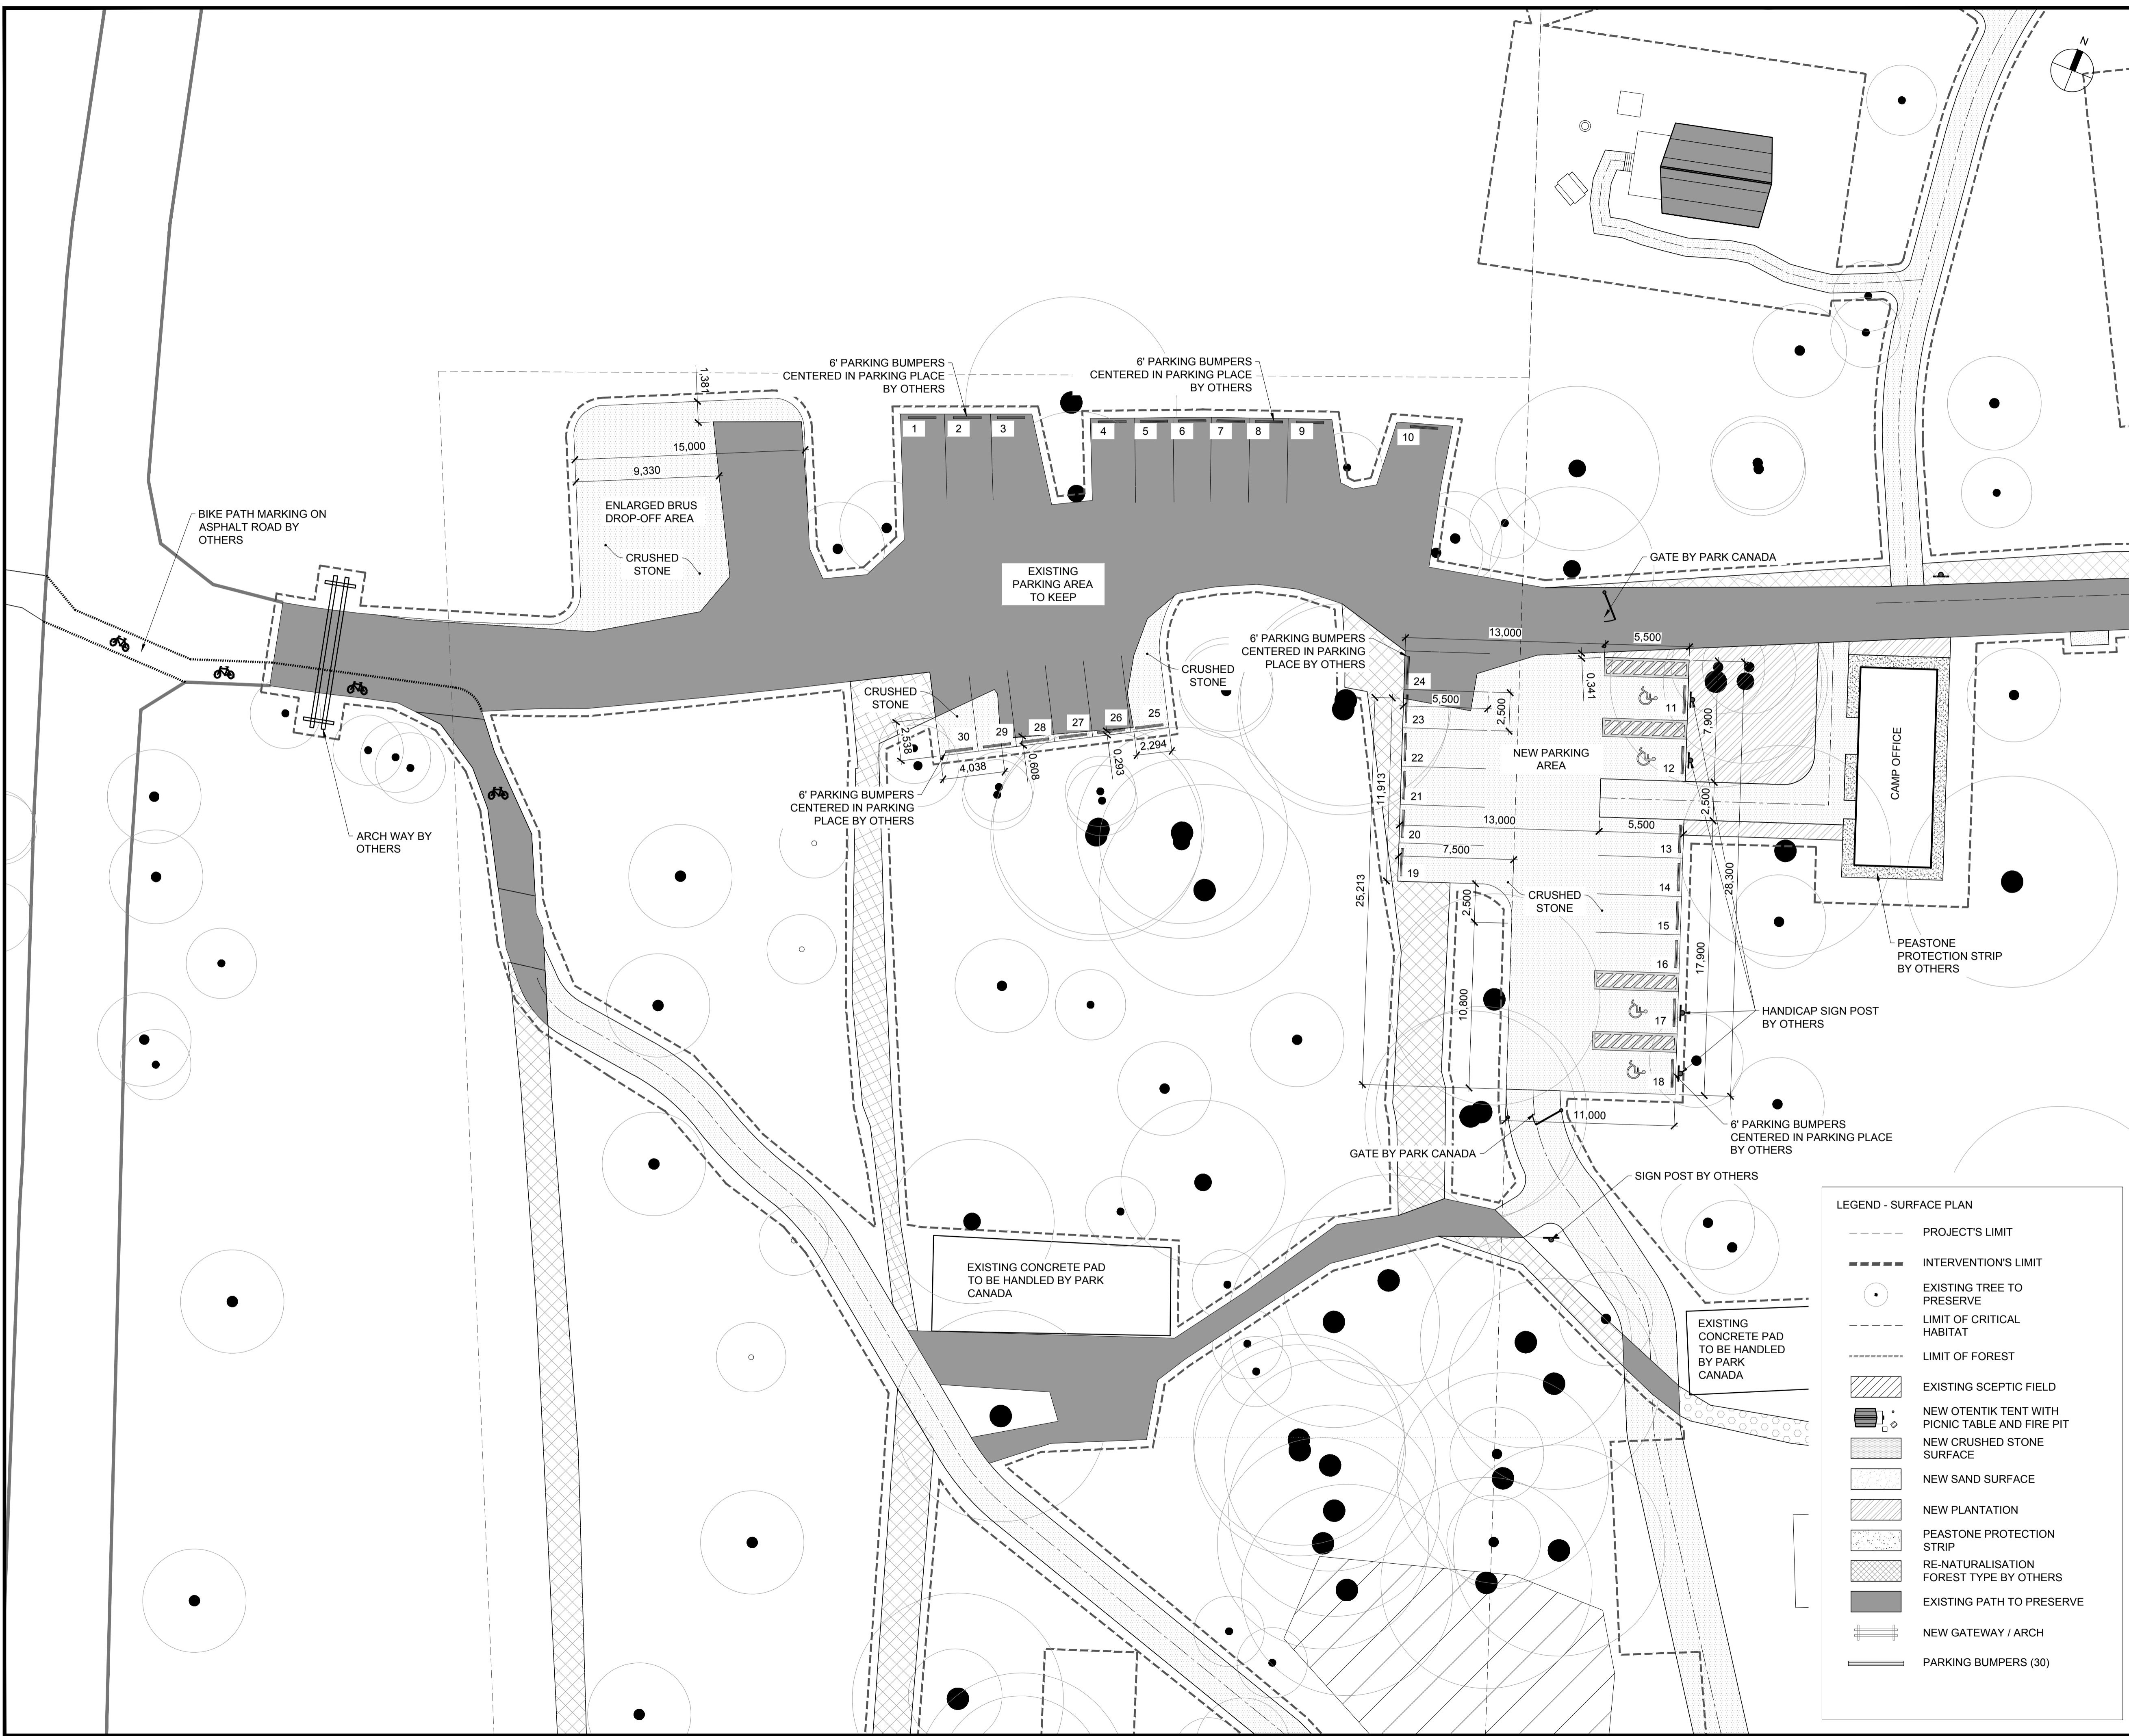 N
6' PARKING BUMPERS
CENTERED IN PARKING PLACE
BY OTHERS
6' PARKING BUMPERS
CENTERED IN PARKING PLACE
BY OTHERS
1,381
15,000
9,330
ENLARGED BRUS
DROP-OFF AREA
CRUSHED
STONE
1
2
3
4
5
6
7
8
9
10
BIKE PATH MARKING ON
ASPHALT ROAD BY
OTHERS
EXISTING
PARKING AREA
TO KEEP
GATE BY PARK CANADA
13,000
5,500
6' PARKING BUMPERS
CENTERED IN PARKING
PLACE BY OTHERS
CRUSHED
STONE
CRUSHED
STONE
0,341
24
5,500
2,500
11
7,900
23
25
26
27
28
29
30
2,538
4,038
0,608
0,293
2,294
22
NEW PARKING
AREA
12
CAMP OFFICE
11,913
21
2,500
6' PARKING BUMPERS
CENTERED IN PARKING
PLACE BY OTHERS
ARCH WAY BY
OTHERS
13,000
5,500
20
13
7,500
19
14
28,300
25,213
2,500
CRUSHED
STONE
15
16
17,900
PEASTONE
PROTECTION STRIP
BY OTHERS
10,800
17
HANDICAP SIGN POST
BY OTHERS
18
11,000
6' PARKING BUMPERS
CENTERED IN PARKING PLACE
BY OTHERS
GATE BY PARK CANADA
SIGN POST BY OTHERS
EXISTING CONCRETE PAD
TO BE HANDLED BY PARK
CANADA
EXISTING
CONCRETE PAD
TO BE HANDLED
BY PARK
CANADA
LEGEND - SURFACE PLAN
PROJECT'S LIMIT
INTERVENTION'S LIMIT
EXISTING TREE TO
PRESERVE
LIMIT OF CRITICAL
HABITAT
LIMIT OF FOREST
EXISTING SCEPTIC FIELD
NEW OTENTIK TENT WITH
PICNIC TABLE AND FIRE PIT
NEW CRUSHED STONE
SURFACE
NEW SAND SURFACE
NEW PLANTATION
PEASTONE PROTECTION
STRIP
RE-NATURALISATION
FOREST TYPE BY OTHERS
EXISTING PATH TO PRESERVE
NEW GATEWAY / ARCH
PARKING BUMPERS (30)